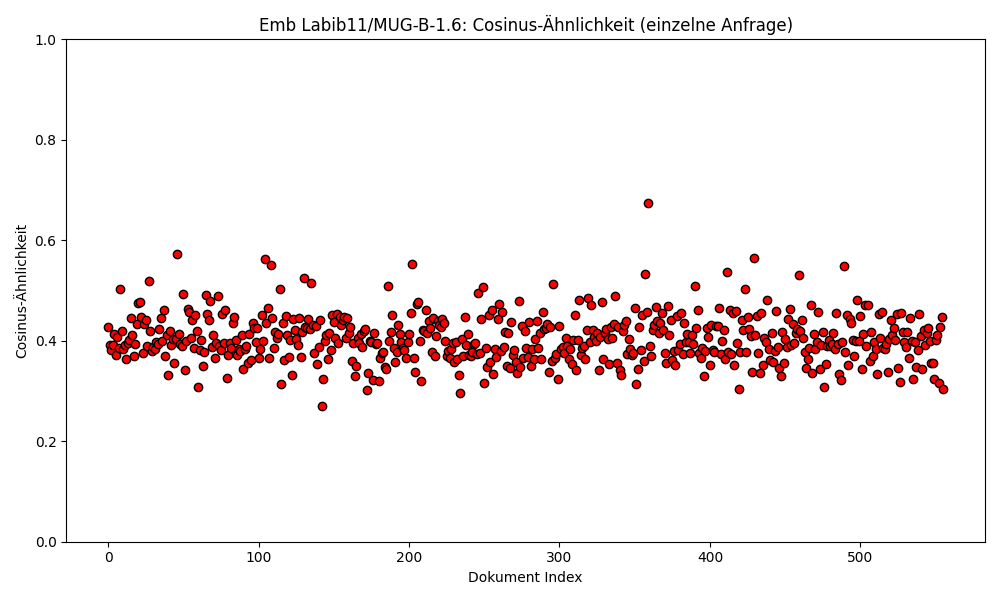 Emb Labib11/MUG-B-1.6: Cosinus-Ähnlichkeit (einzelne Anfrage)
1.0
0.8
0.6
0.4
0.2
0.0
Cosinus-Ähnlichkeit
0 100 200 300 400 500
Dokument Index